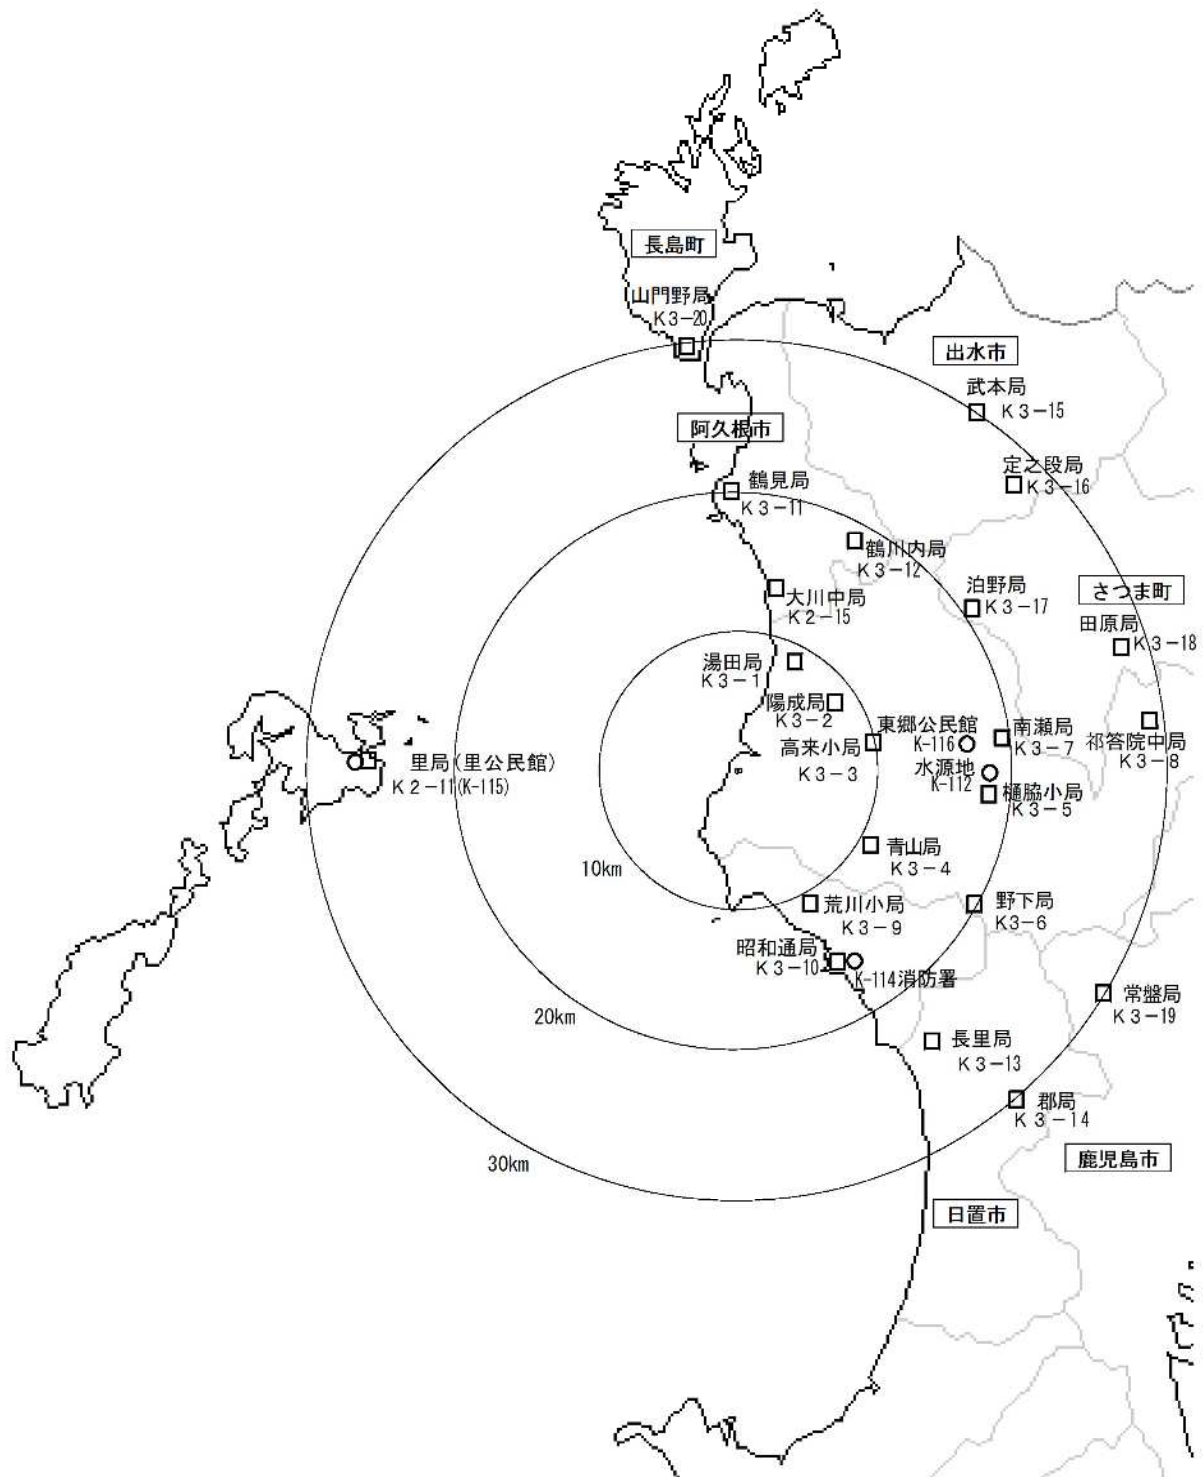 長島町
山門野局
K3-20
出水市
武本局
K3-15
阿久根市
定之段局
K3-16
鶴見局
K3-11
鶴川内局
K3-12
大川中局
K2-15
泊野局
K3-17
さつま町
田原局
K3-18
湯田局
K3-1
陽成局
K3-2
高来小局
K3-3
東郷公民館
K-116
南瀬局
K3-7
祁答院中局
K3-8
水源地
K-112
樋脇小局
K3-5
里局(里公民館)
K2-11(K-115)
青山局
K3-4
10km
荒川小局
K3-9
野下局
K3-6
昭和通局
K3-10
K-114消防署
常盤局
K3-19
20km
長里局
K3-13
郡局
K3-14
30km
鹿児島市
日置市